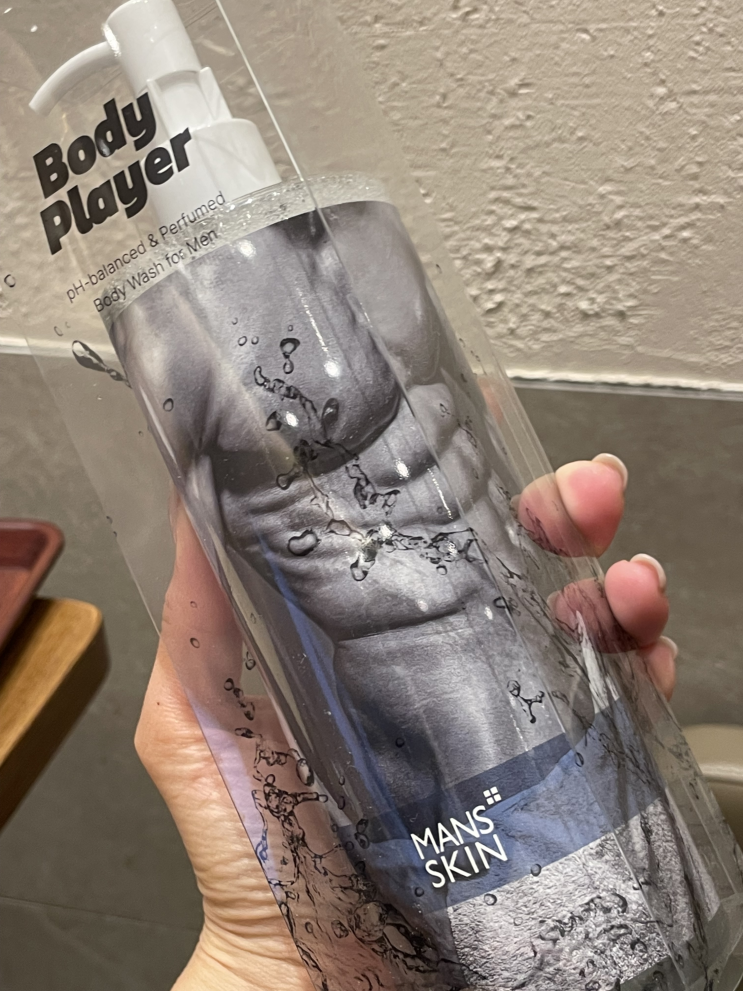 Body
Player
pH-balanced & Perfumed
Body Wash for Men
MANS
SKIN